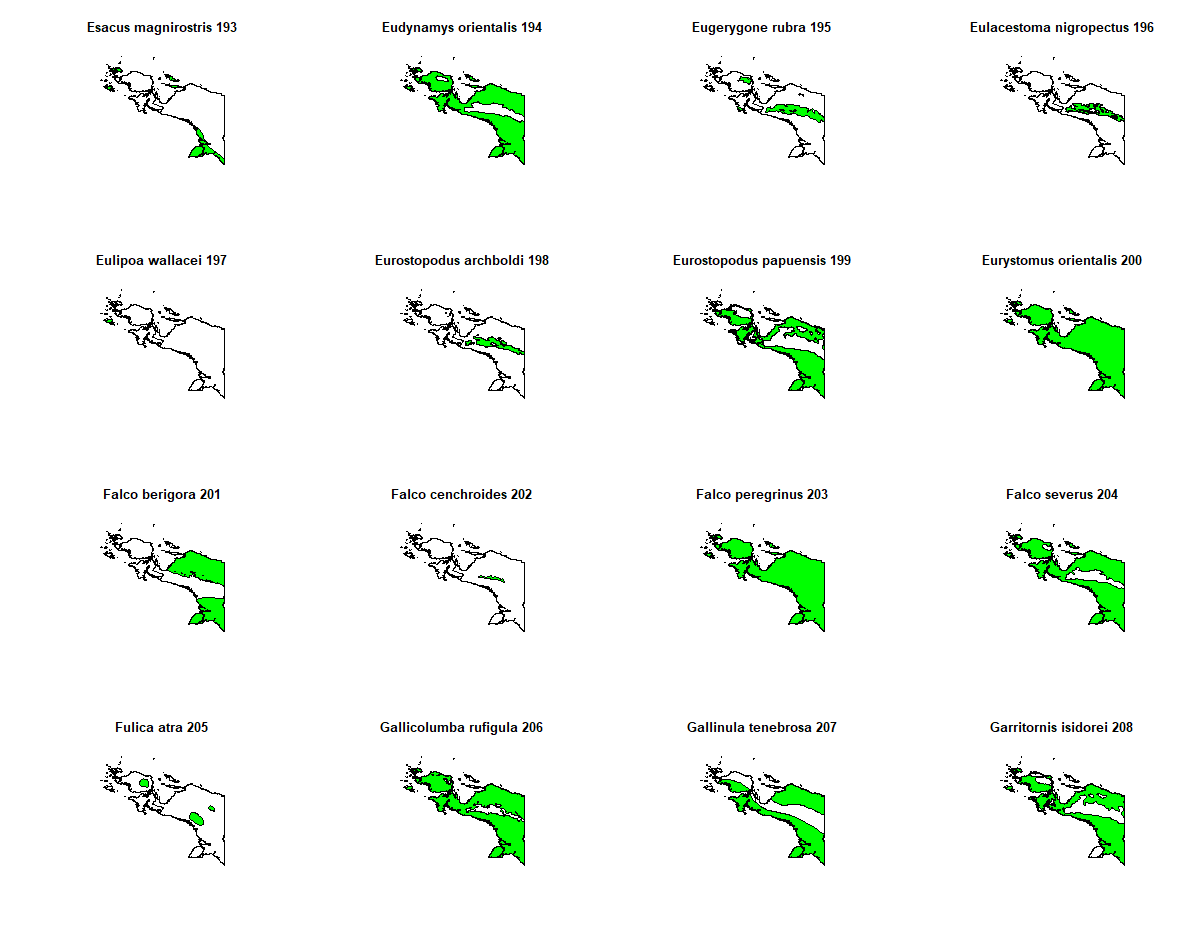 Esacus magnirostris 193
Eudynamys orientalis 194
Eugerygone rubra 195
Eulacestoma nigropectus 196
Eulipoa wallacei 197
Eurostopodus archboldi 198
Eurostopodus papuensis 199
Eurystomus orientalis 200
Falco berigora 201
Falco cenchroides 202
Falco peregrinus 203
Falco severus 204
Fulica atra 205
Gallicolumba rufigula 206
Gallinula tenebrosa 207
Garritornis isidorei 208